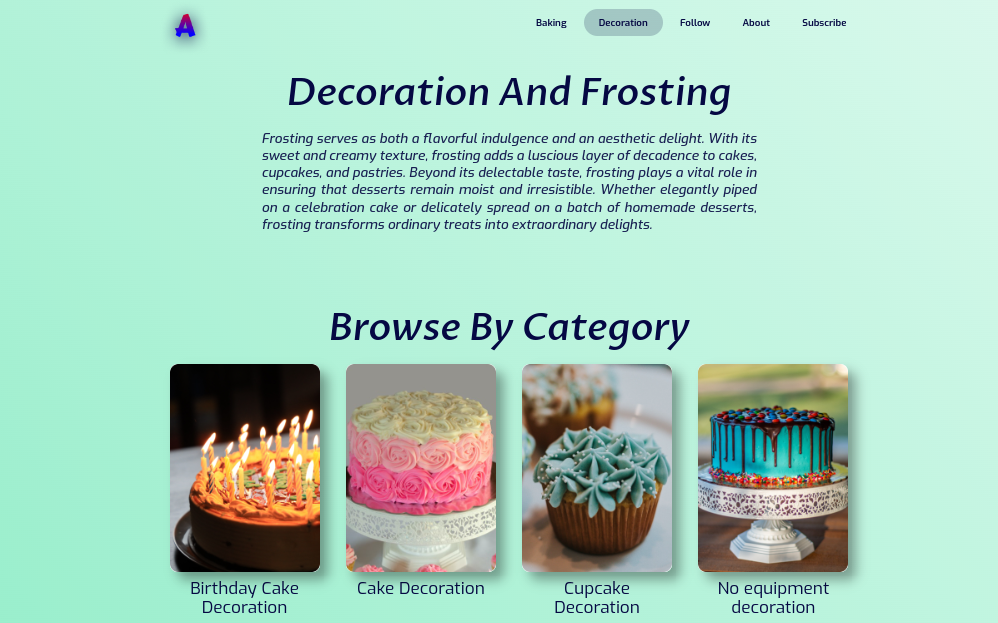 A
Baking
Decoration
Follow
About
Subscribe
Decoration And Frosting
Frosting serves as both a flavorful indulgence and an aesthetic delight. With its
sweet and creamy texture, frosting adds a luscious layer of decadence to cakes,
cupcakes, and pastries. Beyond its delectable taste, frosting plays a vital role in
ensuring that desserts remain moist and irresistible. Whether elegantly piped
on a celebration cake or delicately spread on a batch of homemade desserts,
frosting transforms ordinary treats into extraordinary delights.
Browse By Category
Birthday Cake
Decoration
Cake Decoration
Cupcake
Decoration
No equipment
decoration